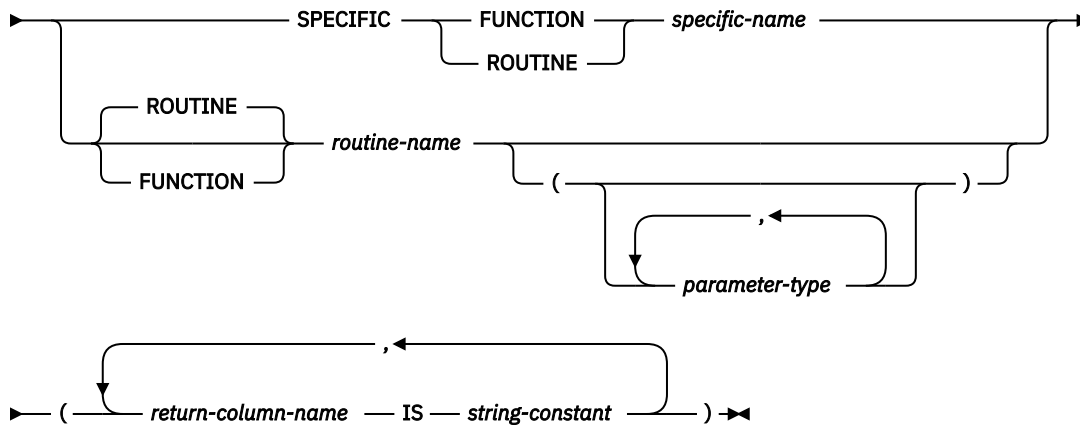 SPECIFIC FUNCTION specific-name
ROUTINE
ROUTINE
routine-name
FUNCTION ( )
,
parameter-type
,
( return-column-name IS string-constant )